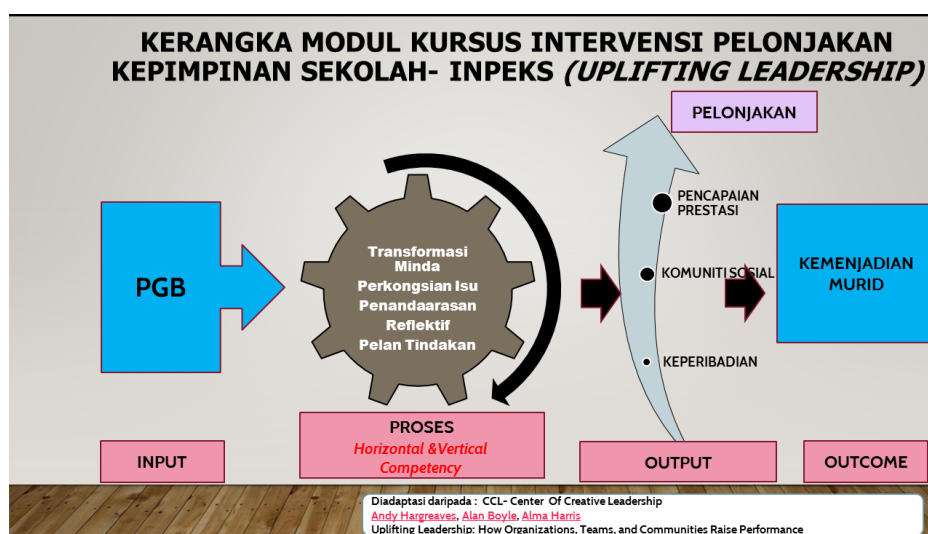 KERANGKA MODUL KURSUS INTERVENSI PELONJAKAN
KEPIMPINAN SEKOLAH- INPEKS (UPLIFTING LEADERSHIP)
PELONJAKAN
PGB
Transformasi
Minda
Perkongsian Isu
Penandaarasan
Reflektif
Pelan Tindakan
PENCAPAIAN
PRESTASI
KOMUNITI SOSIAL
KEPERIBADIAN
KEMENJADIAN
MURID
INPUT
PROSES
Horizontal &Vertical
Competency
OUTPUT
OUTCOME
Diadaptasi daripada : CCL- Center Of Creative Leadership
Andy Hargreaves, Alan Boyle, Alma Harris
Uplifting Leadership: How Organizations, Teams, and Communities Raise Performance